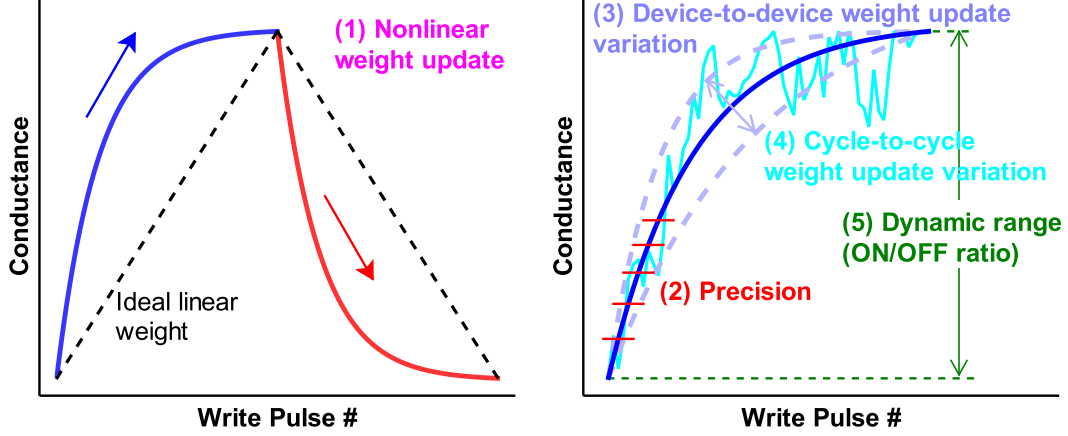 (1) Nonlinear
weight update
Ideal linear
weight
Conductance
Write Pulse #
(3) Device-to-device weight update
variation
(4) Cycle-to-cycle
weight update variation
(5) Dynamic range
(ON/OFF ratio)
(2) Precision
Conductance
Write Pulse #